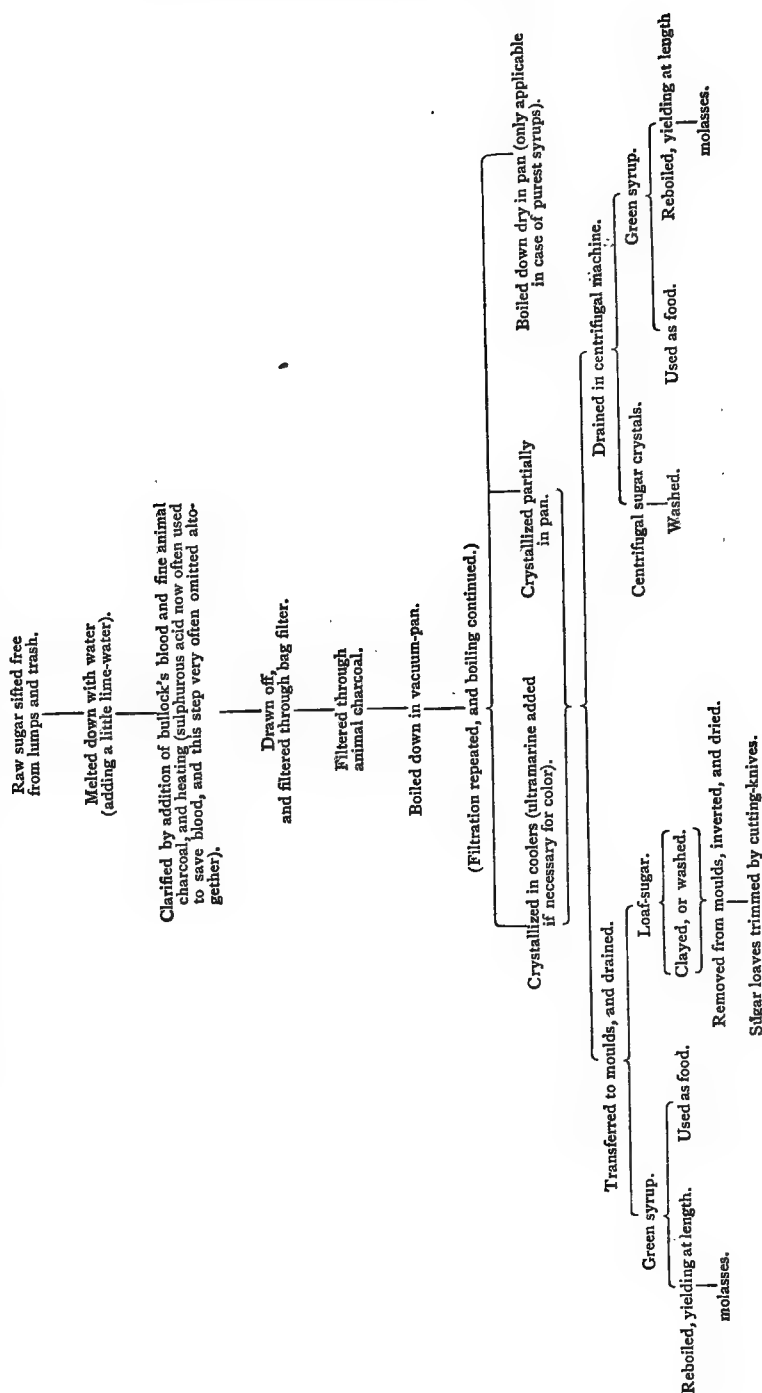 Raw sugar sifted free
from lumps and trash.
Melted down with water
(adding a little lime-water).
Clarified by addition of bullock's blood and fine animal
charcoal, and heating (sulphurous acid now often used
to save blood, and this step very often omitted alto-
gether).
Drawn off,
and filtered through bag filter.
Filtered through
animal charcoal.
Boiled down in vacuum-pan.
(Filtration repeated, and boiling continued.)
Crystallized in coolers (ultramarine added
if necessary for color).
Crystallized partially
in pan.
Boiled down dry in pan (only applicable
in case of purest syrups).
Transferred to moulds, and drained.
Drained in centrifugal machine.
Green syrup.
Loaf-sugar.
Centrifugal sugar crystals.
Green syrup.
Reboiled, yielding at length.
molasses.
Used as food.
Clayed, or washed.
Washed.
Used as food.
Reboiled, yielding at length
molasses.
Removed from moulds, inverted, and dried.
Sugar loaves trimmed by cutting-knives.